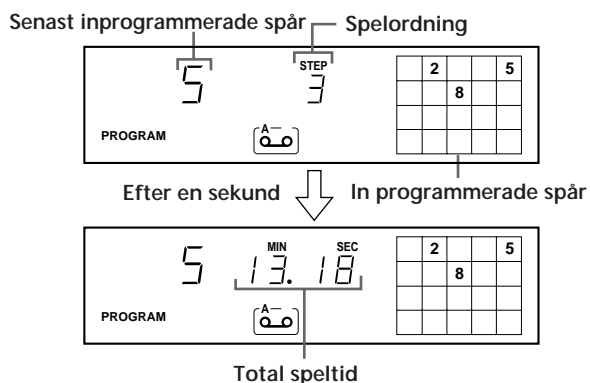 Senast inprogrammerade spår
Spelordning
5
STEP
3
2 5
8
PROGRAM
A
Efter en sekund
In programmerade spår
5
MIN SEC
13. 18
2 5
8
PROGRAM
A
Total speltid